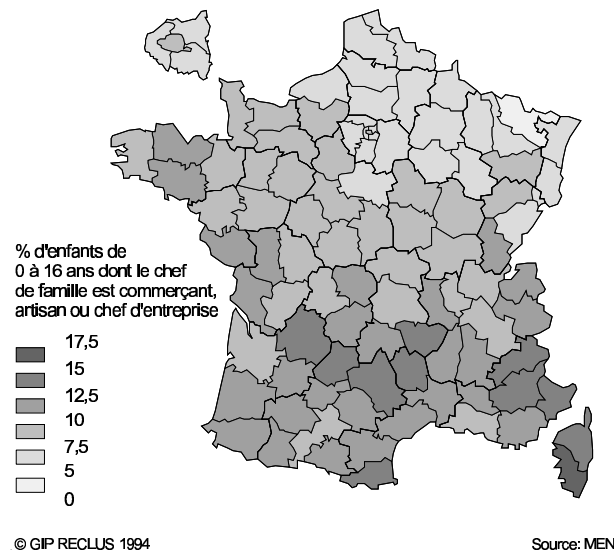 % d'enfants de
0 à 16 ans dont le chef
de famille est commerçant,
artisan ou chef d'entreprise
17,5
15
12,5
10
7,5
5
0
© GIP RECLUS 1994
Source: MEN